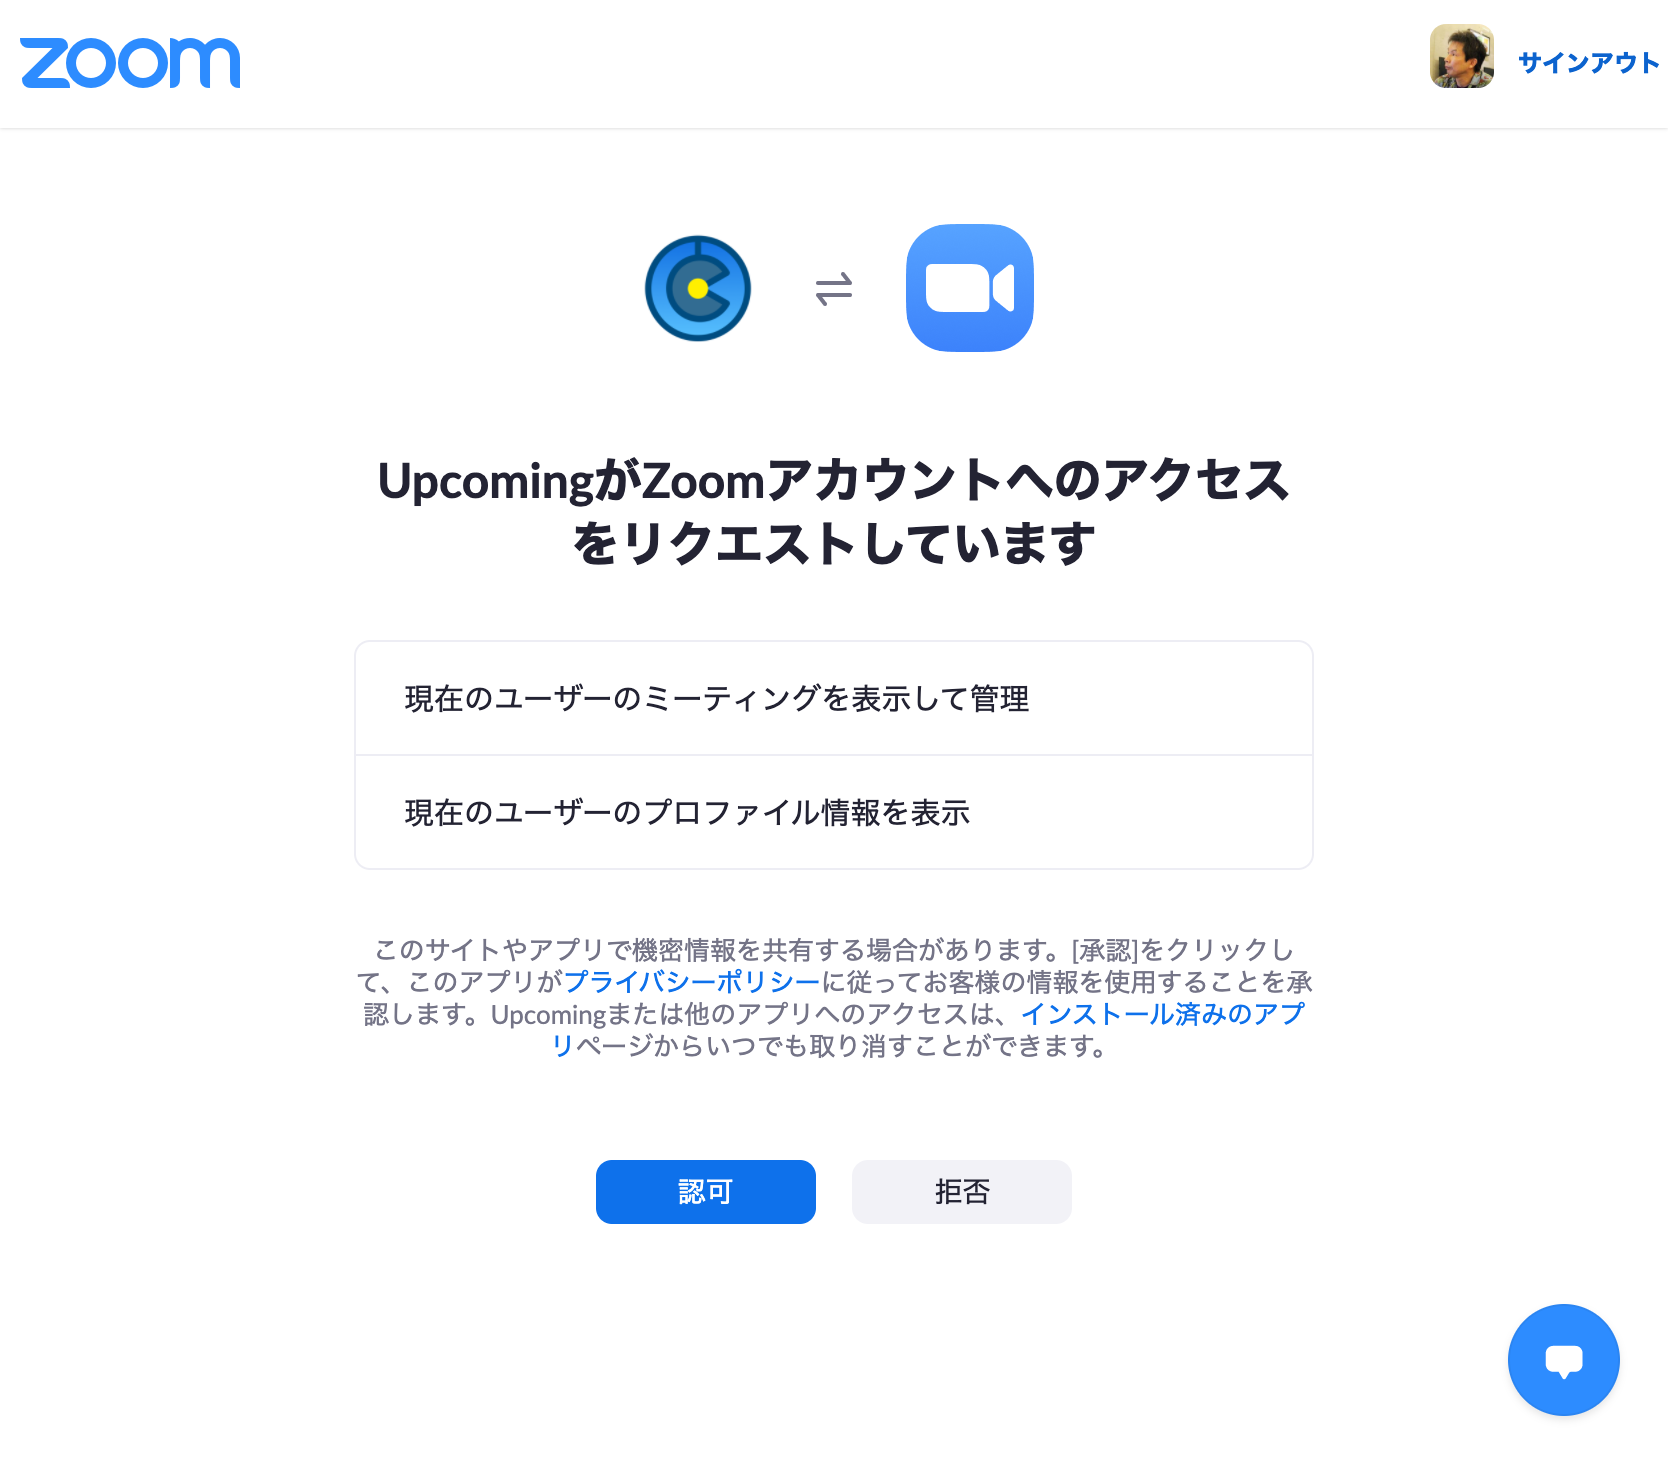 zoom
サインアウト
UpcomingがZoomアカウントへのアクセス
をリクエストしています
現在のユーザーのミーティングを表示して管理
現在のユーザーのプロファイル情報を表示
このサイトやアプリで機密情報を共有する場合があります。[承認]をクリックし
て、このアプリがプライバシーポリシーに従ってお客様の情報を使用することを承
認します。Upcomingまたは他のアプリへのアクセスは、インストール済みのアプ
リページからいつでも取り消すことができます。
認可
拒否